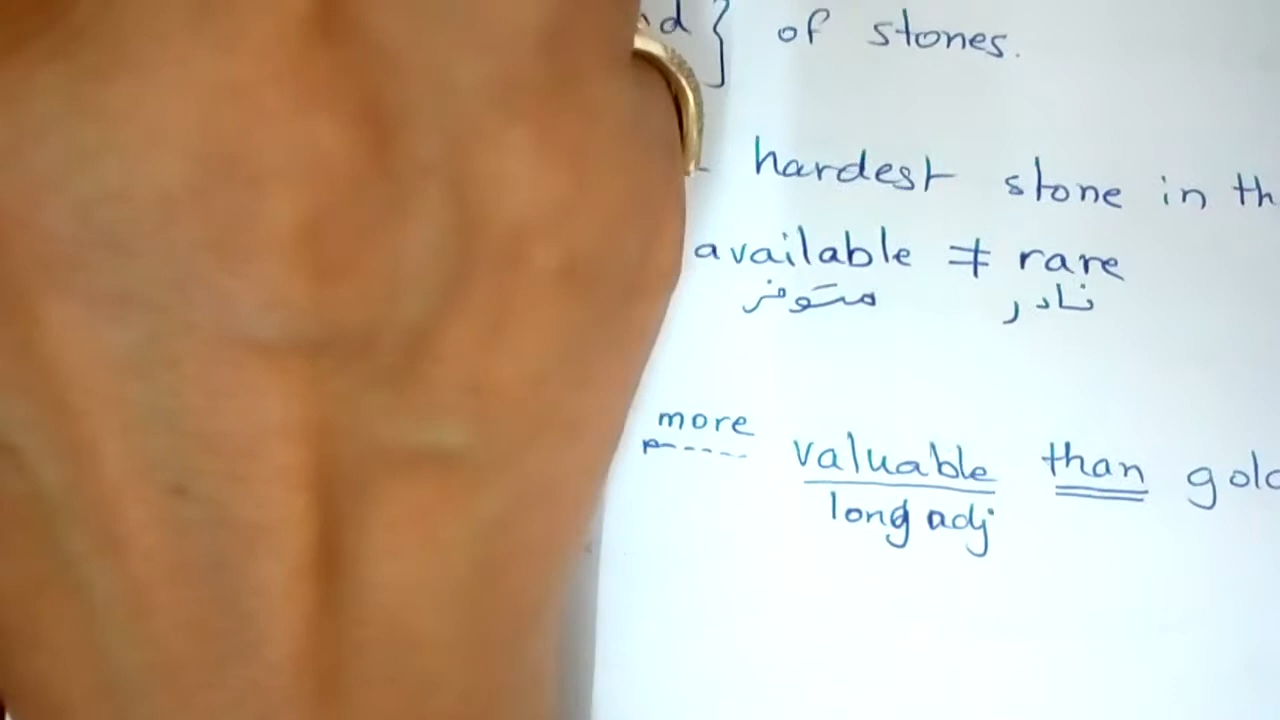 of stones.
hardest stone in th
available ≠ rare
متوفر نادر
more
valuable than gold
long adj